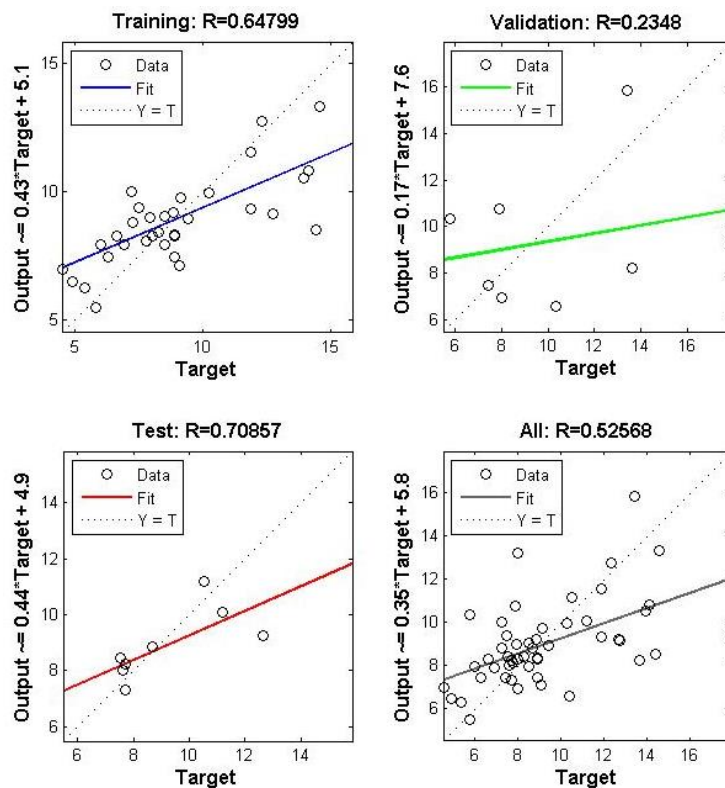 Training: R=0.64799
Output ~= 0.43*Target + 5.1
Data
Fit
Y = T
15
10
5
5 10 15
Target
Validation: R=0.2348
Output ~= 0.17*Target + 7.6
Data
Fit
Y = T
16
14
12
10
8
6
6 8 10 12 14 16
Target
Test: R=0.70857
Output ~= 0.44*Target + 4.9
Data
Fit
Y = T
14
12
10
8
6
6 8 10 12 14
Target
All: R=0.52568
Output ~= 0.35*Target + 5.8
Data
Fit
Y = T
16
14
12
10
8
6
6 8 10 12 14 16
Target